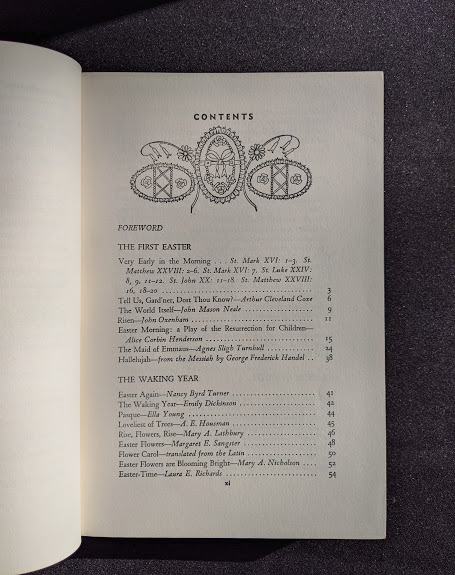 CONTENTS
FOREWORD
THE FIRST EASTER
Very Early in the Morning . . . St. Mark XVI: 1-3. St.
Matthew XXVIII: 2-6. St. Mark XVI: 7. St. Luke XXIV:
8, 9, 11-12. St. John XX: 11-18. St. Matthew XXVIII:
16, 18-20 . . . . . . . . . . . . . . . . . . . . 3
Tell Us, Gard'ner, Dost Thou Know?—Arthur Cleveland Coxe 6
The World Itself—John Mason Neale . . . . . . . . . . 9
Risen—John Oxenham . . . . . . . . . . . . . . . . 11
Easter Morning: a Play of the Resurrection for Children—
Alice Corbin Henderson . . . . . . . . . . . . . . 15
The Maid of Emmaus—Agnes Sligh Turnbull . . . . . . . 24
Hallelujah—from the Messiah by George Frederick Handel . . 38
THE WAKING YEAR
Easter Again—Nancy Byrd Turner . . . . . . . . . . . 41
The Waking Year—Emily Dickinson . . . . . . . . . . 42
Pasque—Ella Young . . . . . . . . . . . . . . . . 44
Loveliest of Trees—A. E. Housman . . . . . . . . . . 45
Rise, Flowers, Rise—Mary A. Lathbury . . . . . . . . 46
Easter Flowers—Margaret E. Sangster . . . . . . . . . 48
Flower Carol—translated from the Latin . . . . . . . . 50
Easter Flowers are Blooming Bright—Mary A. Nicholson . . . . 52
Easter-Time—Laura E. Richards . . . . . . . . . . . 54
xi